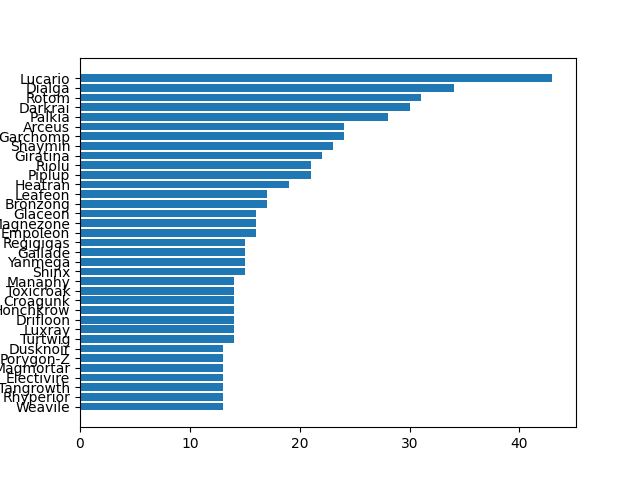 Lucario
Dialga
Rotom
Darkrai
Palkia
Arceus
Garchomp
Shaymin
Giratina
Riolu
Piplup
Heatran
Leafeon
Bronzong
Glaceon
Magnezone
Empoleon
Regigigas
Gallade
Yanmega
Shinx
Manaphy
Toxicroak
Croagunk
Honchkrow
Drifloon
Luxray
Turtwig
Dusknoir
Porygon-Z
Magmortar
Electivire
Tangrowth
Rhyperior
Weavile
0 10 20 30 40